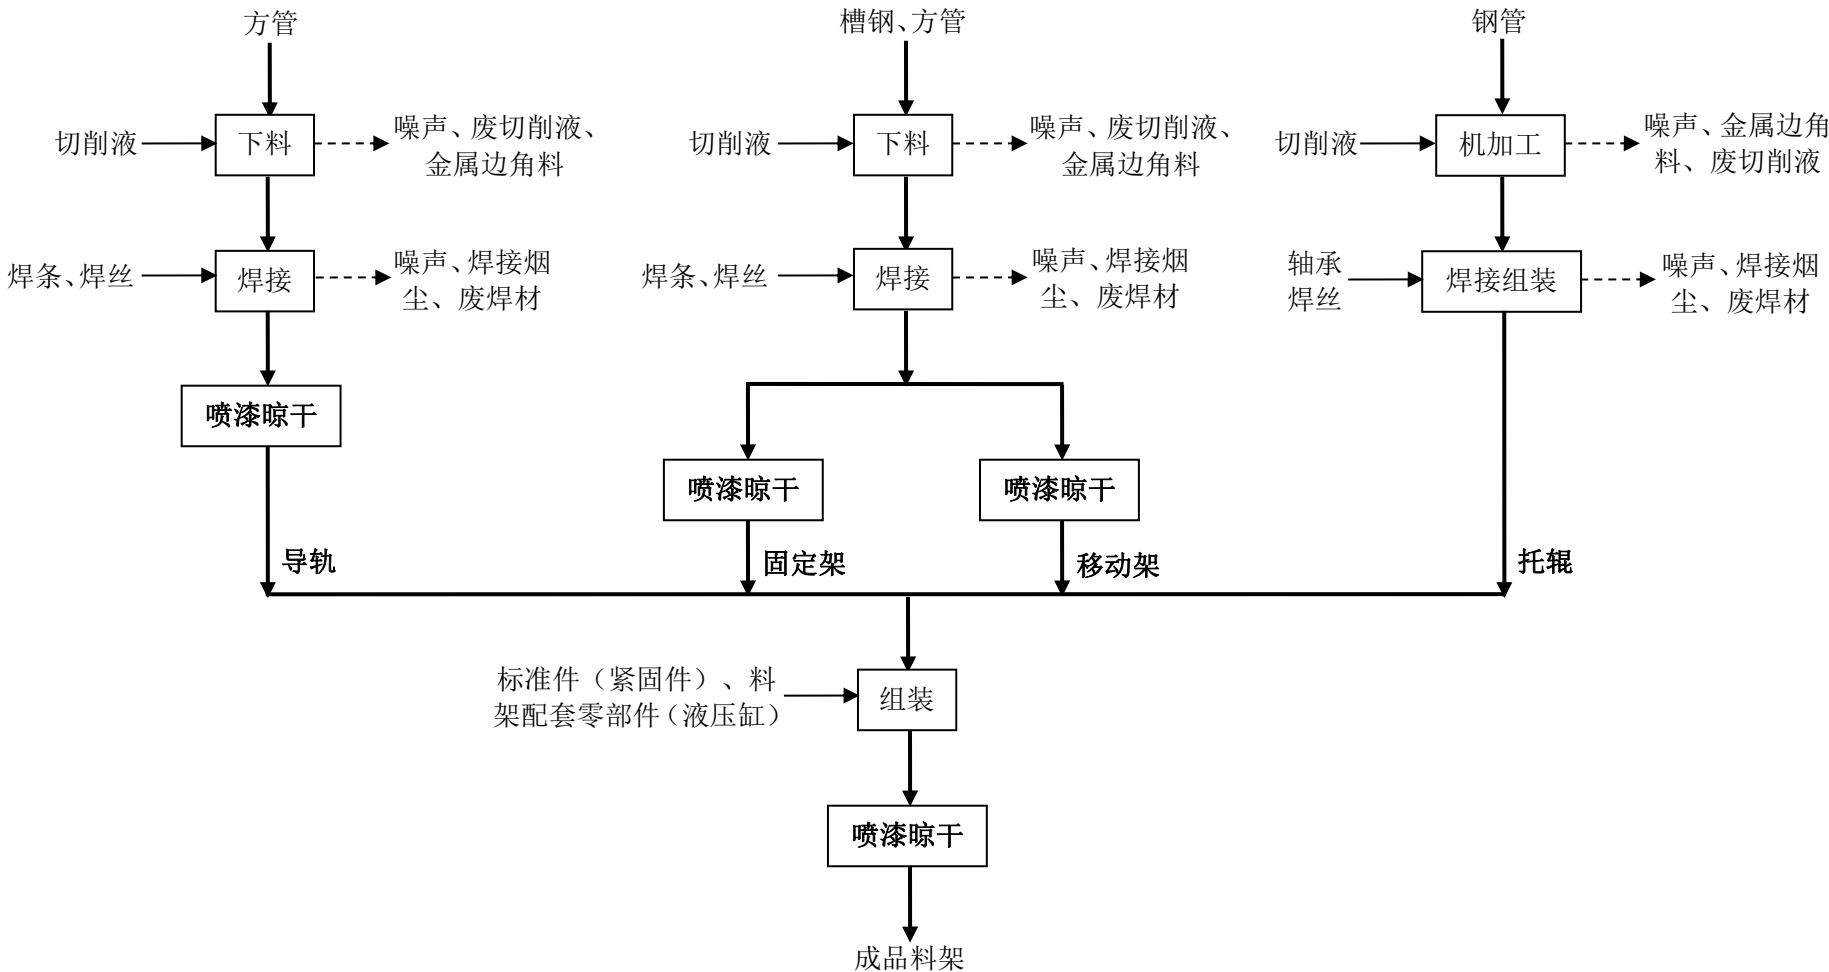 方管
槽钢、方管
钢管
切削液
下料
噪声、废切削液、
金属边角料
切削液
下料
噪声、废切削液、
金属边角料
切削液
机加工
噪声、金属边角
料、废切削液
焊条、焊丝
焊接
噪声、焊接烟
尘、废焊材
焊条、焊丝
焊接
噪声、焊接烟
尘、废焊材
轴承
焊丝
焊接组装
噪声、焊接烟
尘、废焊材
喷漆晾干
喷漆晾干
喷漆晾干
导轨
固定架
移动架
托辊
标准件（紧固件）、料
架配套零部件（液压缸）
组装
喷漆晾干
成品料架